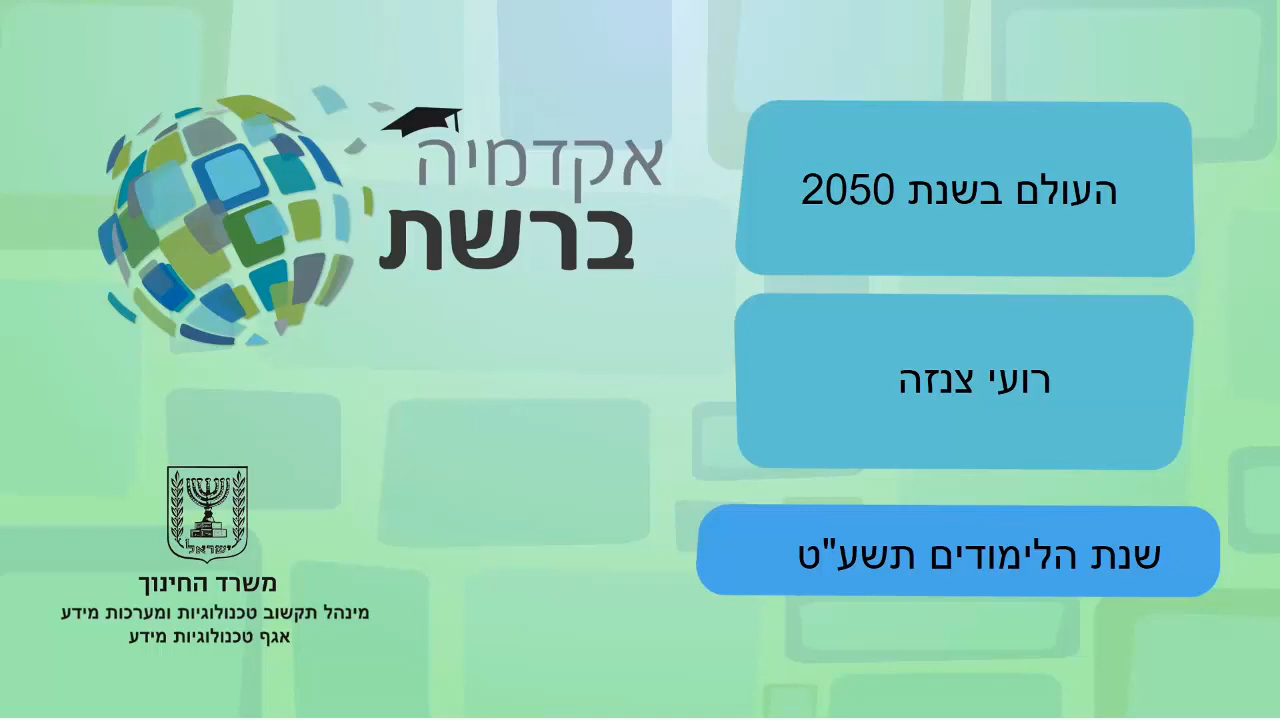 אקדמיה
ברשת
העולם בשנת 2050
רועי צנזה
שנת הלימודים תשע"ט
ישראל
משרד החינוך
מינהל תקשוב טכנולוגיות ומערכות מידע
אגף טכנולוגיות מידע